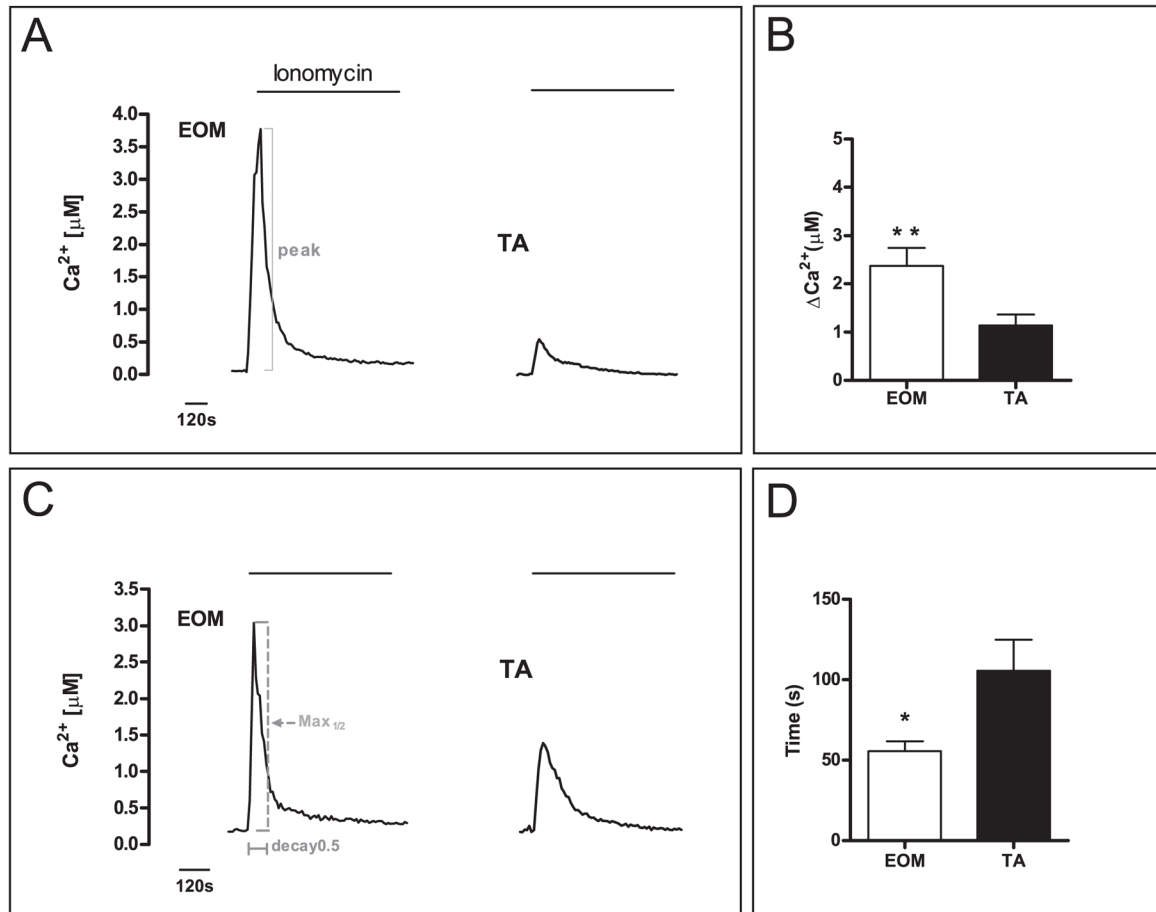 A
Ionomycin
4.0
3.5
3.0
2.5
2.0
1.5
1.0
0.5
0.0
Ca²⁺ [μM]
EOM
peak
TA
120s
B
5
4
3
2
1
0
ΔCa²⁺(μM)
* *
EOM TA
C
3.5
3.0
2.5
2.0
1.5
1.0
0.5
0.0
Ca²⁺ [μM]
EOM
Max 1/2
decay0.5
TA
120s
D
150
100
50
0
Time (s)
*
EOM TA